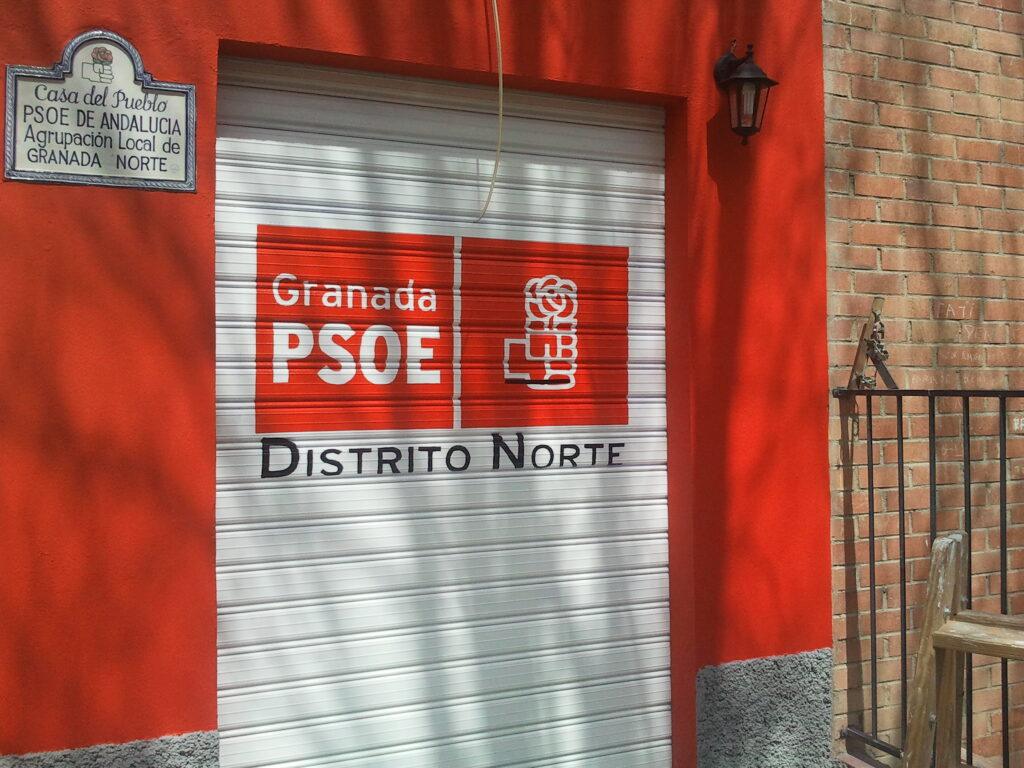 Casa del Pueblo
PSOE DE ANDALUCIA
Agrupación Local de
GRANADA NORTE
Granada
PSOE
DISTRITO NORTE